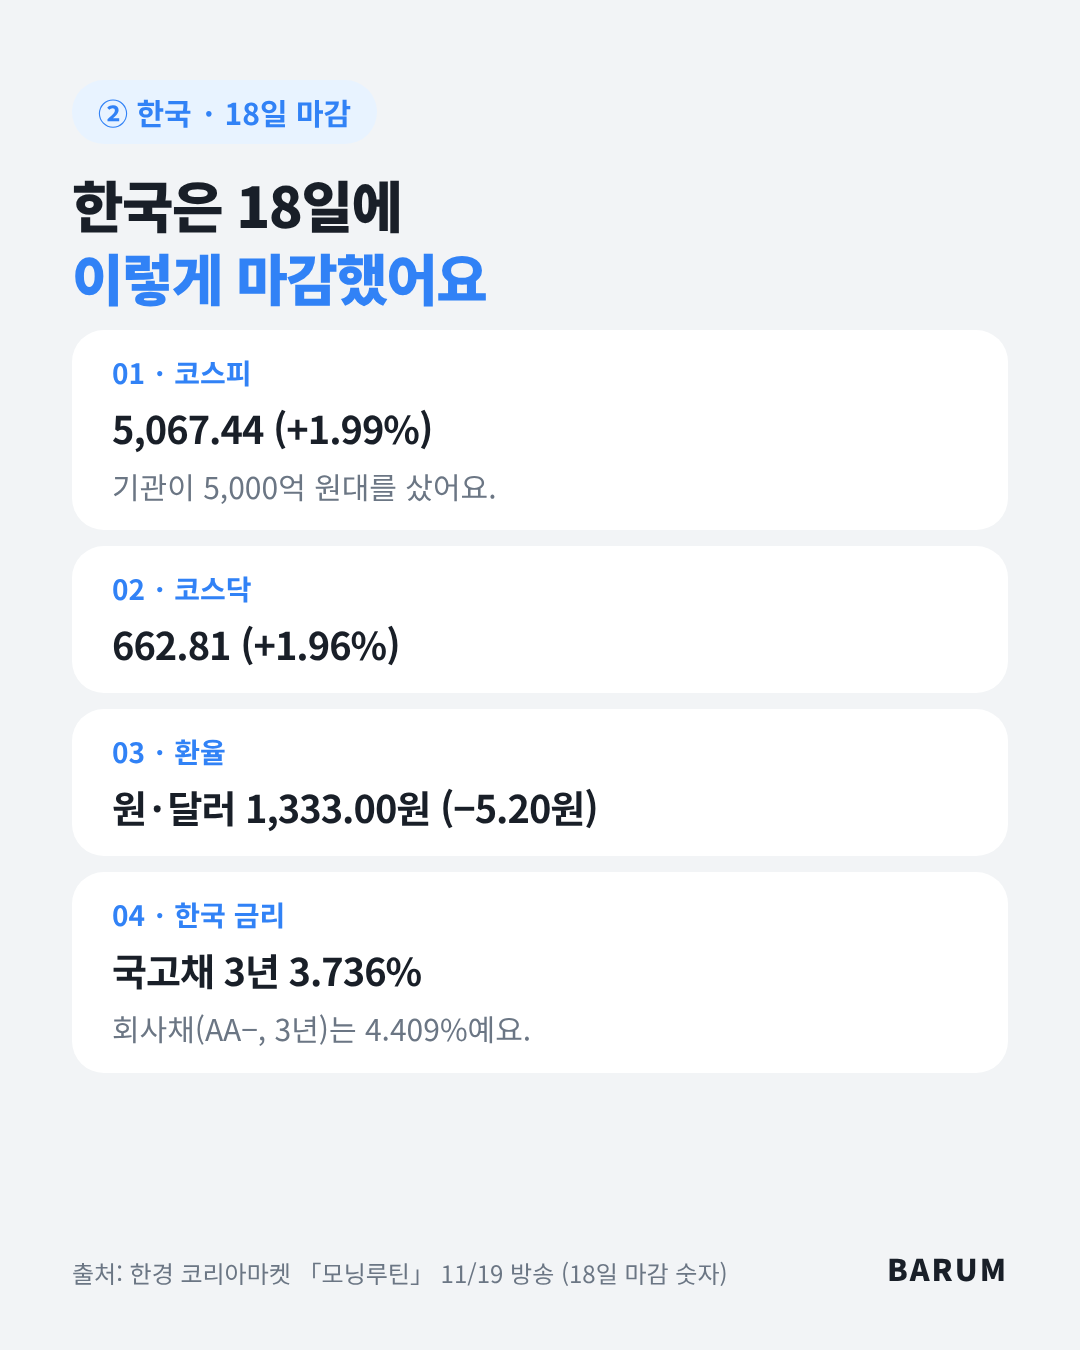 ② 한국 · 18일 마감
한국은 18일에
이렇게 마감했어요
01 · 코스피
5,067.44 (+1.99%)
기관이 5,000억 원대를 샀어요.
02 · 코스닥
662.81 (+1.96%)
03 · 환율
원·달러 1,333.00원 (−5.20원)
04 · 한국 금리
국고채 3년 3.736%
회사채(AA−, 3년)는 4.409%예요.
출처: 한경 코리아마켓 「모닝루틴」 11/19 방송 (18일 마감 숫자)
BARUM